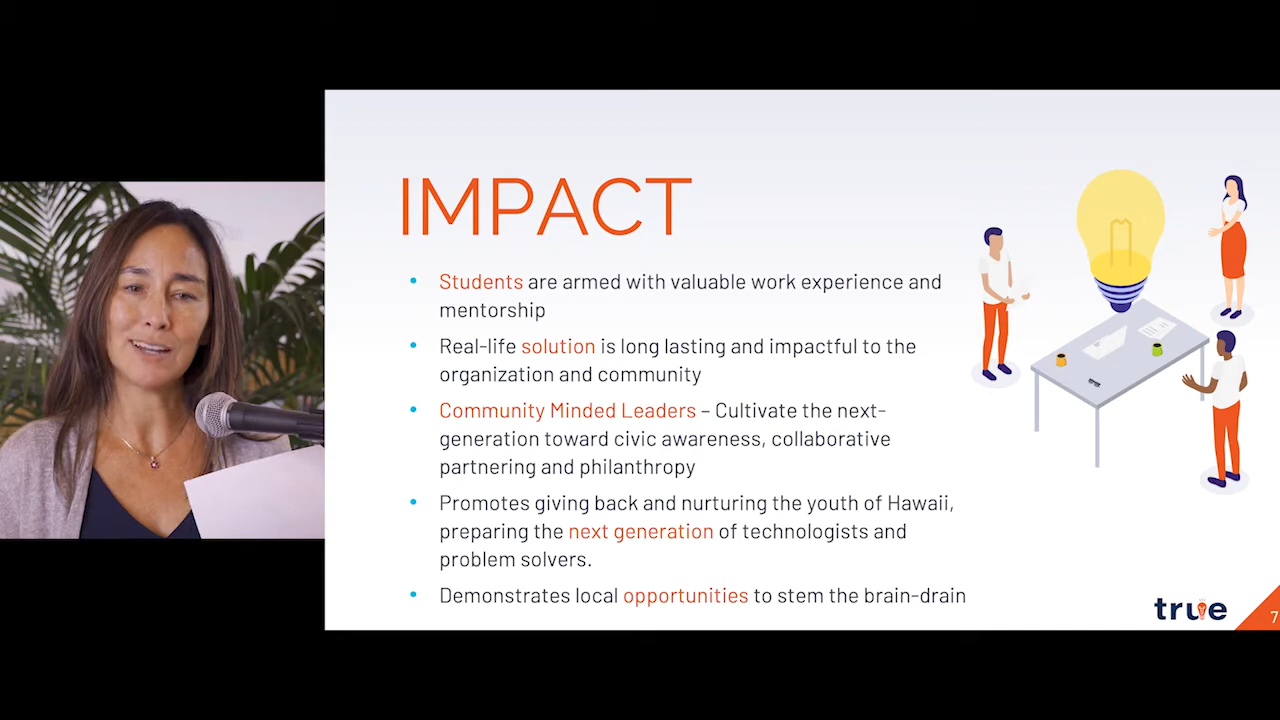 IMPACT
Students are armed with valuable work experience and
mentorship
Real-life solution is long lasting and impactful to the
organization and community
Community Minded Leaders – Cultivate the next-
generation toward civic awareness, collaborative
partnering and philanthropy
Promotes giving back and nurturing the youth of Hawaii,
preparing the next generation of technologists and
problem solvers.
Demonstrates local opportunities to stem the brain-drain
true
7